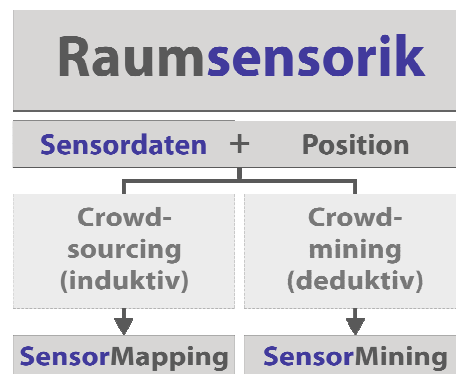 Raumsensorik
Sensordaten + Position
Crowd-
sourcing
(induktiv)
Crowd-
mining
(deduktiv)
SensorMapping
SensorMining